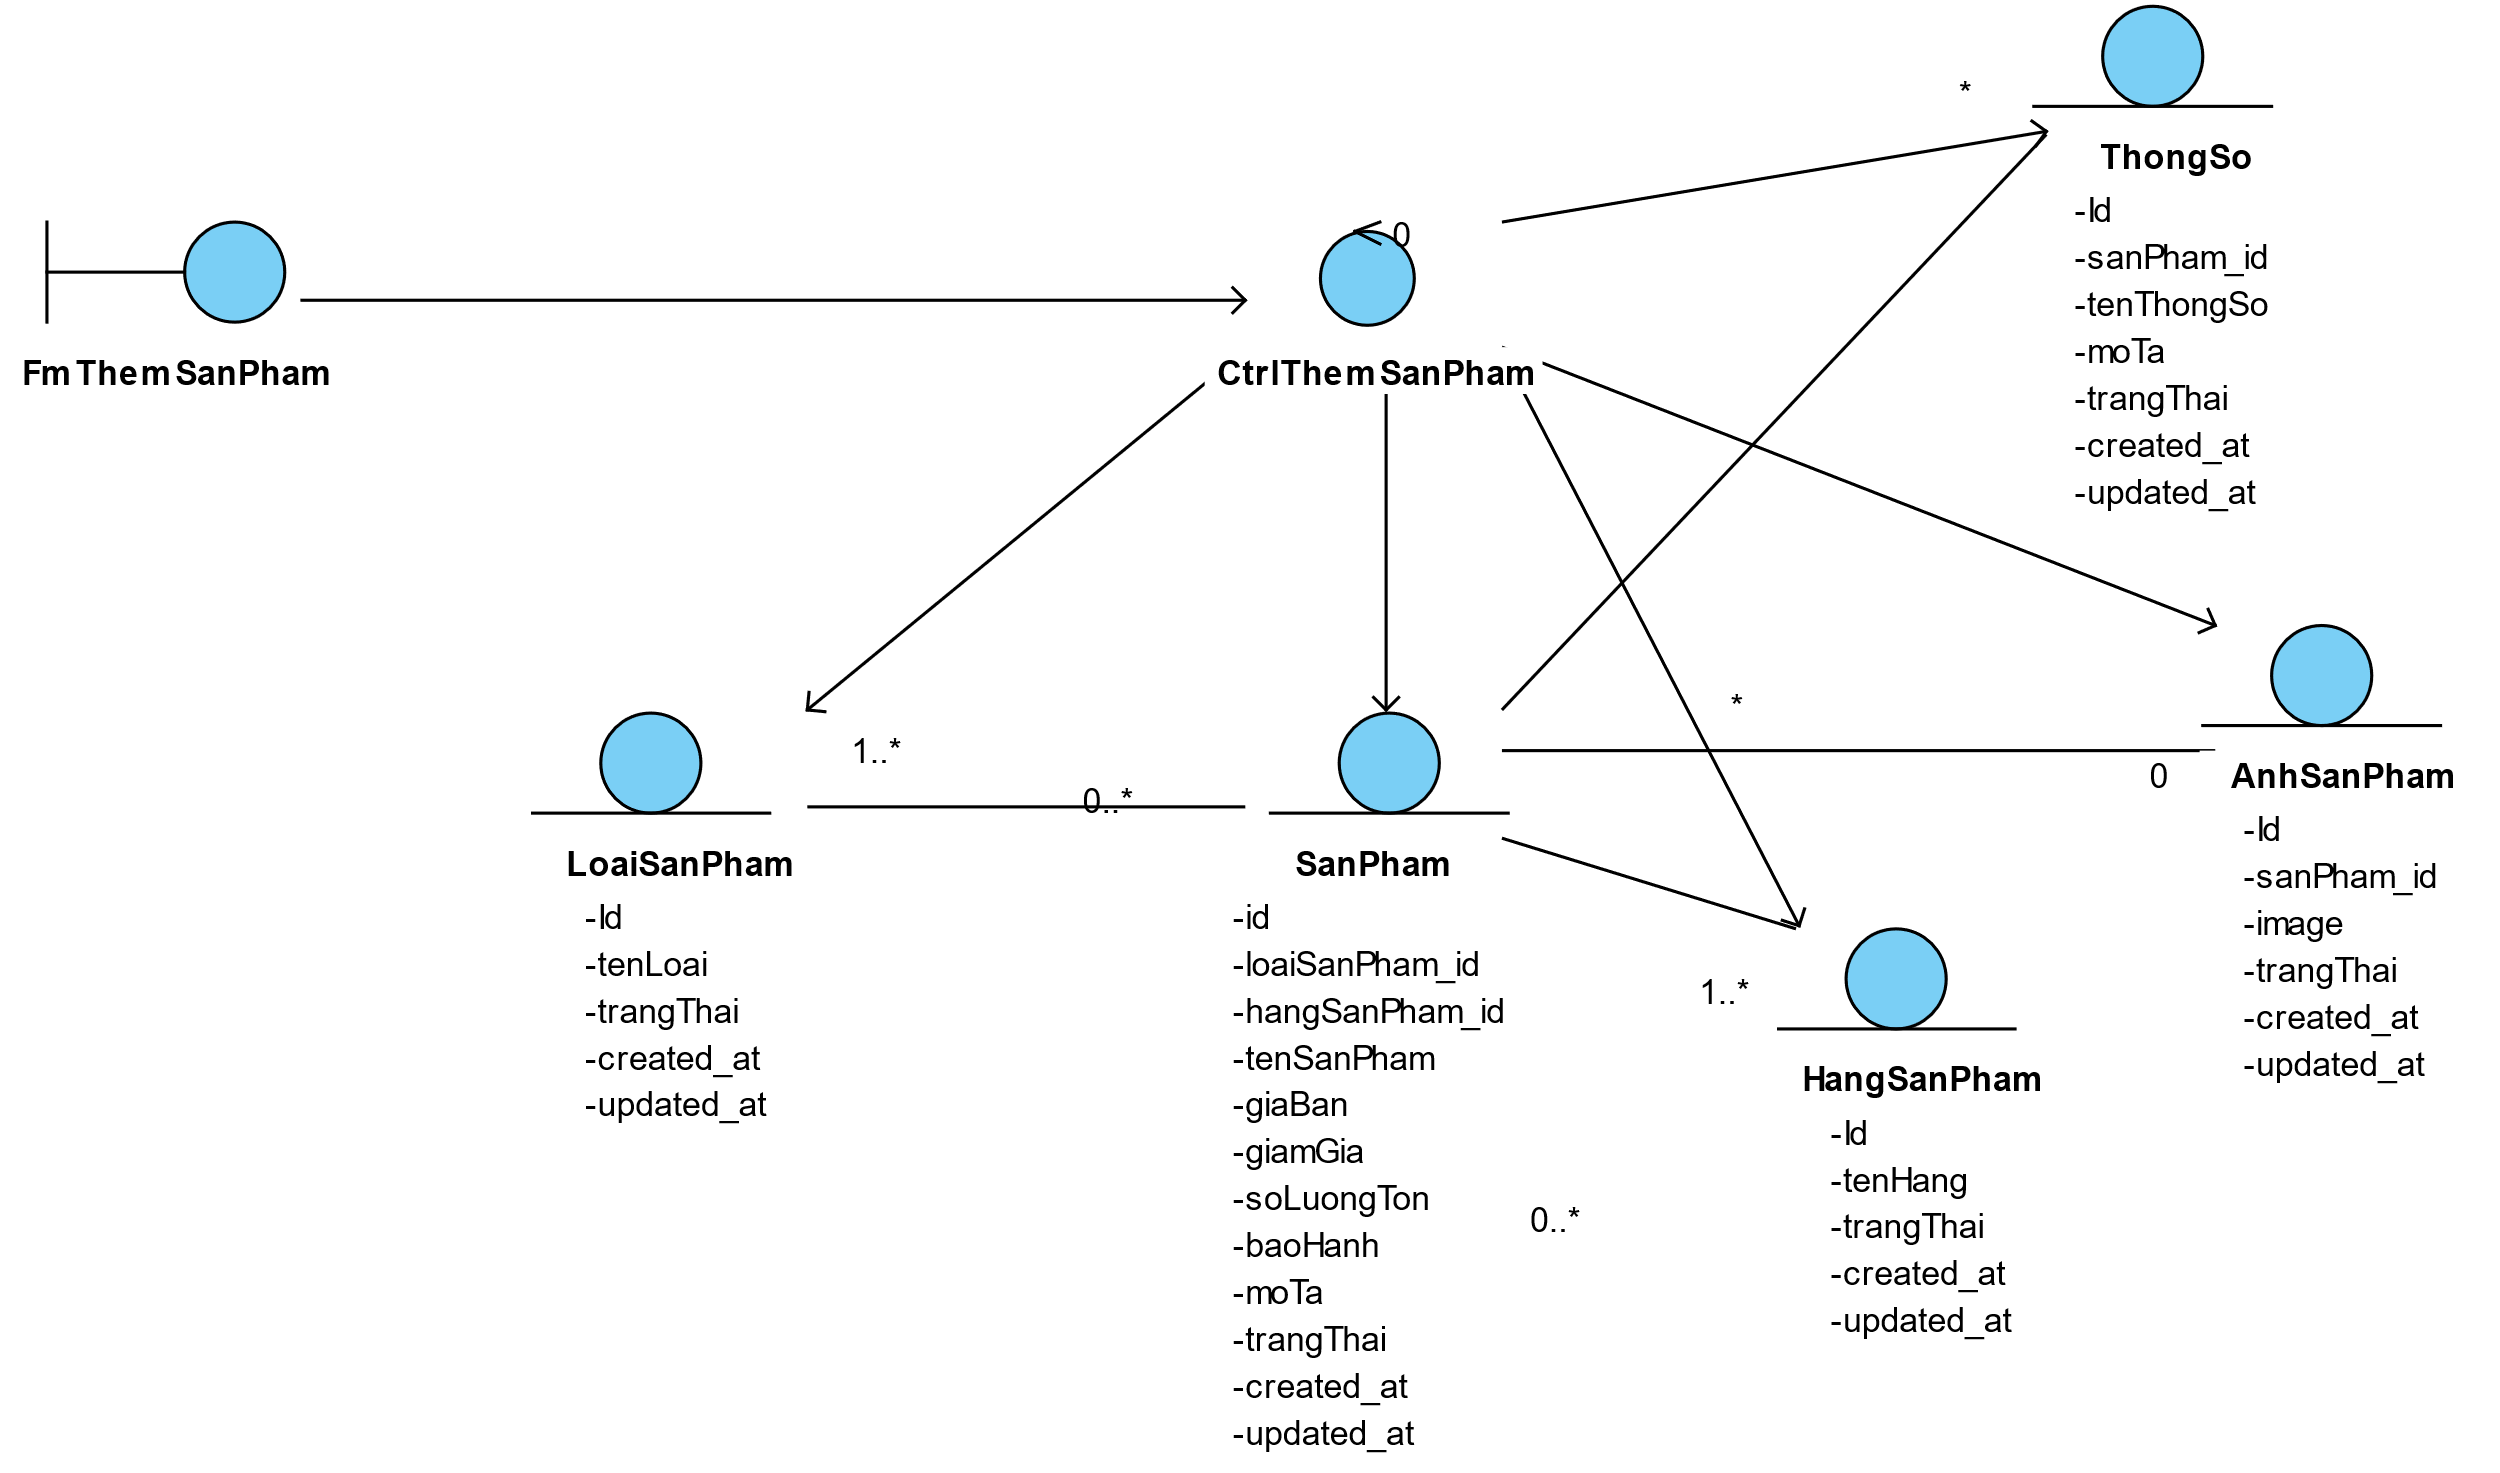 *
ThongSo
-Id
-sanPham_id
-tenThongSo
-moTa
-trangThai
-created_at
-updated_at
0
FmThemSanPham
CtrlThemSanPham
1..*
0..*
*
0
LoaiSanPham
-Id
-tenLoai
-trangThai
-created_at
-updated_at
SanPham
-id
-loaiSanPham_id
-hangSanPham_id
-tenSanPham
-giaBan
-giamGia
-soLuongTon
-baoHanh
-moTa
-trangThai
-created_at
-updated_at
1..*
0..*
HangSanPham
-Id
-tenHang
-trangThai
-created_at
-updated_at
AnhSanPham
-Id
-sanPham_id
-image
-trangThai
-created_at
-updated_at